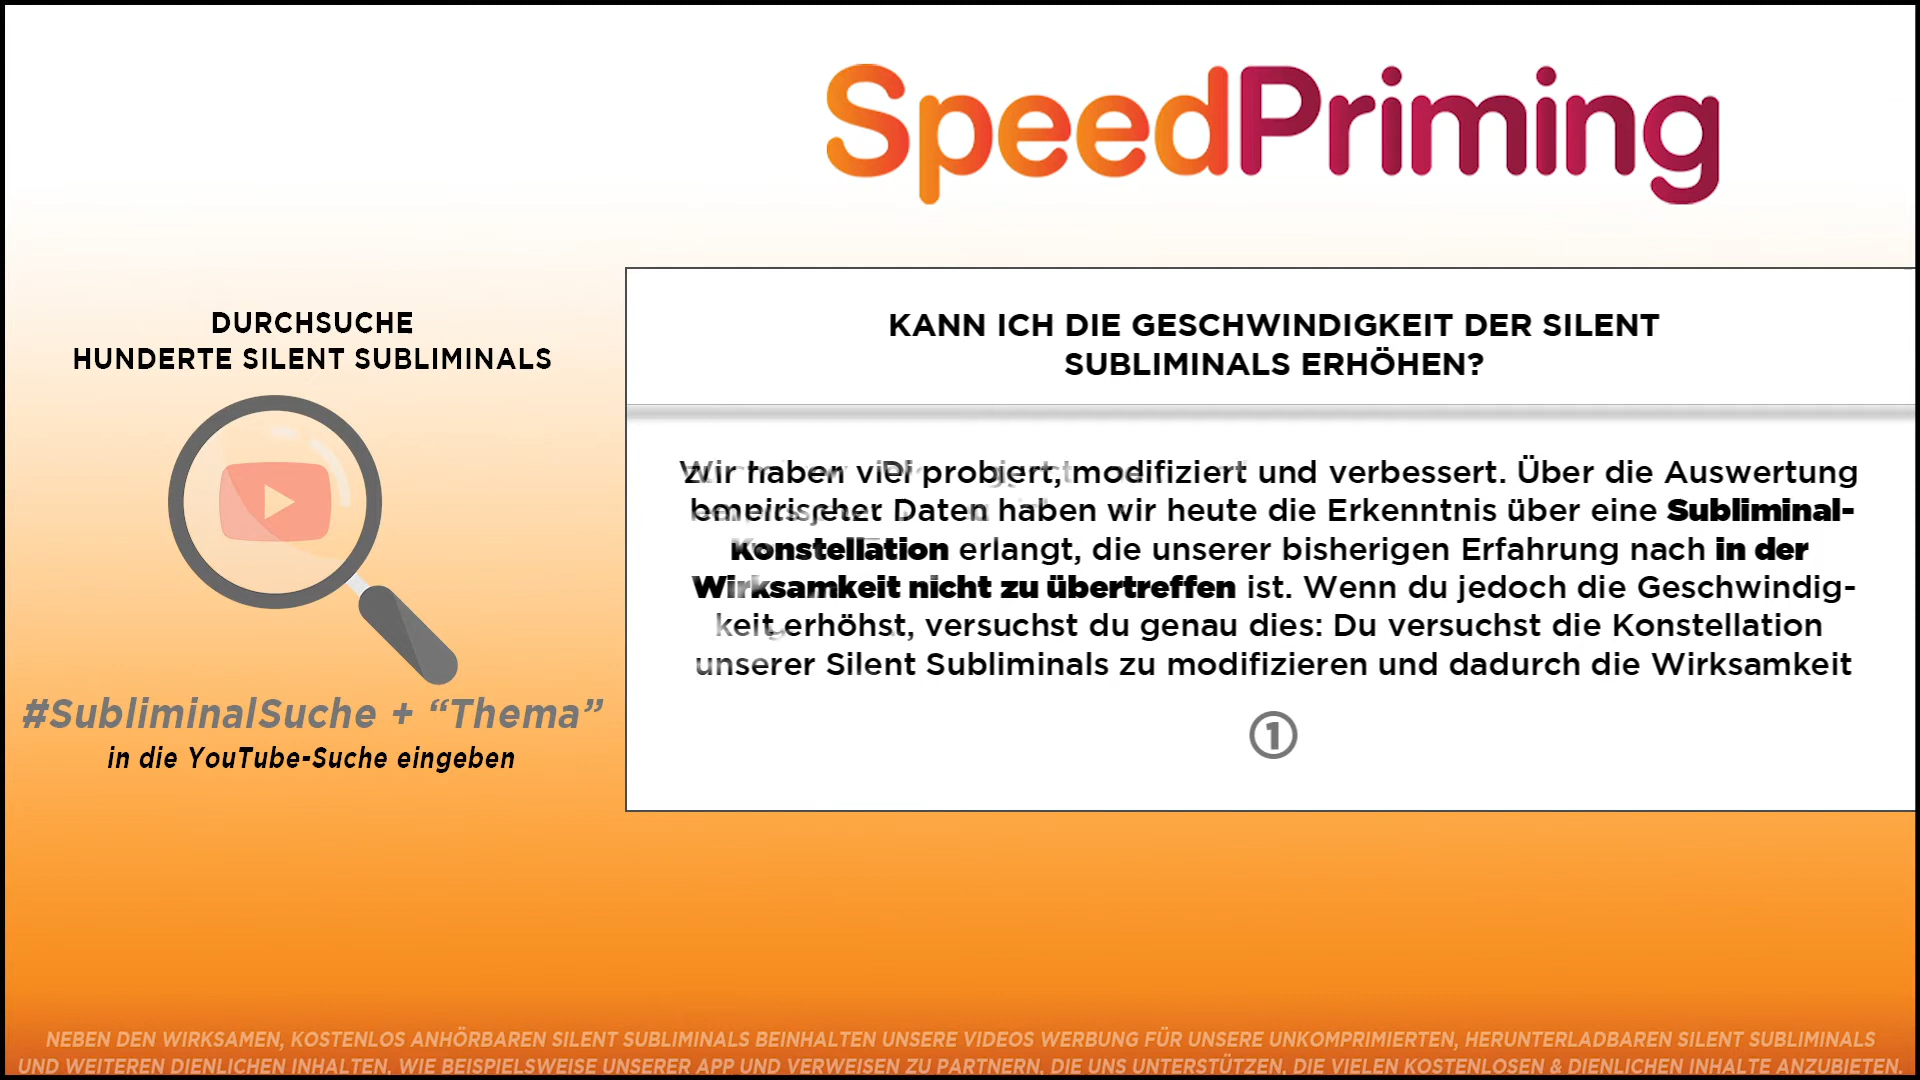 SpeedPriming
DURCHSUCHE
HUNDERTE SILENT SUBLIMINALS
#SubliminalSuche + “Thema”
in die YouTube-Suche eingeben
KANN ICH DIE GESCHWINDIGKEIT DER SILENT
SUBLIMINALS ERHÖHEN?
Wir haben viel probiert, modifiziert und verbessert. Über die Auswertung
Daten haben wir heute die Erkenntnis über eine Subliminal-
Konstellation erlangt, die unserer bisherigen Erfahrung nach in der
Wirksamkeit nicht zu übertreffen ist. Wenn du jedoch die Geschwindig-
keit erhöhst, versuchst du genau dies: Du versuchst die Konstellation
unserer Silent Subliminals zu modifizieren und dadurch die Wirksamkeit
1
NEBEN DEN WIRKSAMEN, KOSTENLOS ANHÖRBAREN SILENT SUBLIMINALS BEINHALTEN UNSERE VIDEOS WERBUNG FÜR UNSERE UNKOMPRIMIERTEN, HERUNTERLADBAREN SILENT SUBLIMINALS
UND WEITEREN DIENLICHEN INHALTEN, WIE BEISPIELSWEISE UNSERER APP UND VERWEISEN ZU PARTNERN, DIE UNS UNTERSTÜTZEN, DIE VIELEN KOSTENLOSEN & DIENLICHEN INHALTE ANZUBIETEN.